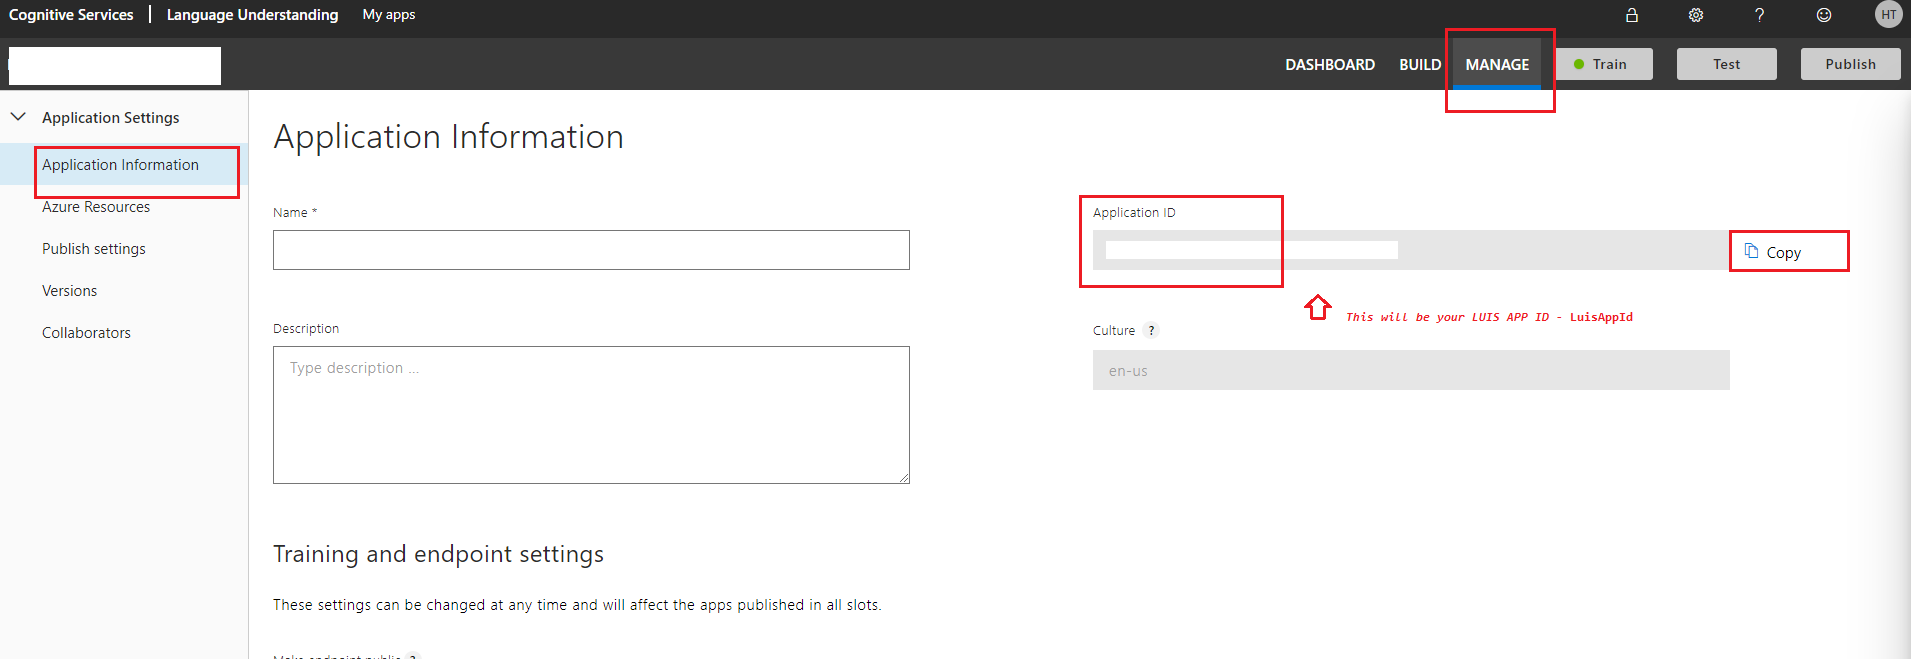 Cognitive Services | Language Understanding My apps ? HT
DASHBOARD BUILD MANAGE Train Test Publish
Application Settings
Application Information
Azure Resources
Publish settings
Versions
Collaborators
Application Information
Name *
Application ID
Copy
This will be your LUIS APP ID - LuisAppId
Description
Type description ...
Culture ?
en-us
Training and endpoint settings
These settings can be changed at any time and will affect the apps published in all slots.
Make endpoint public ?